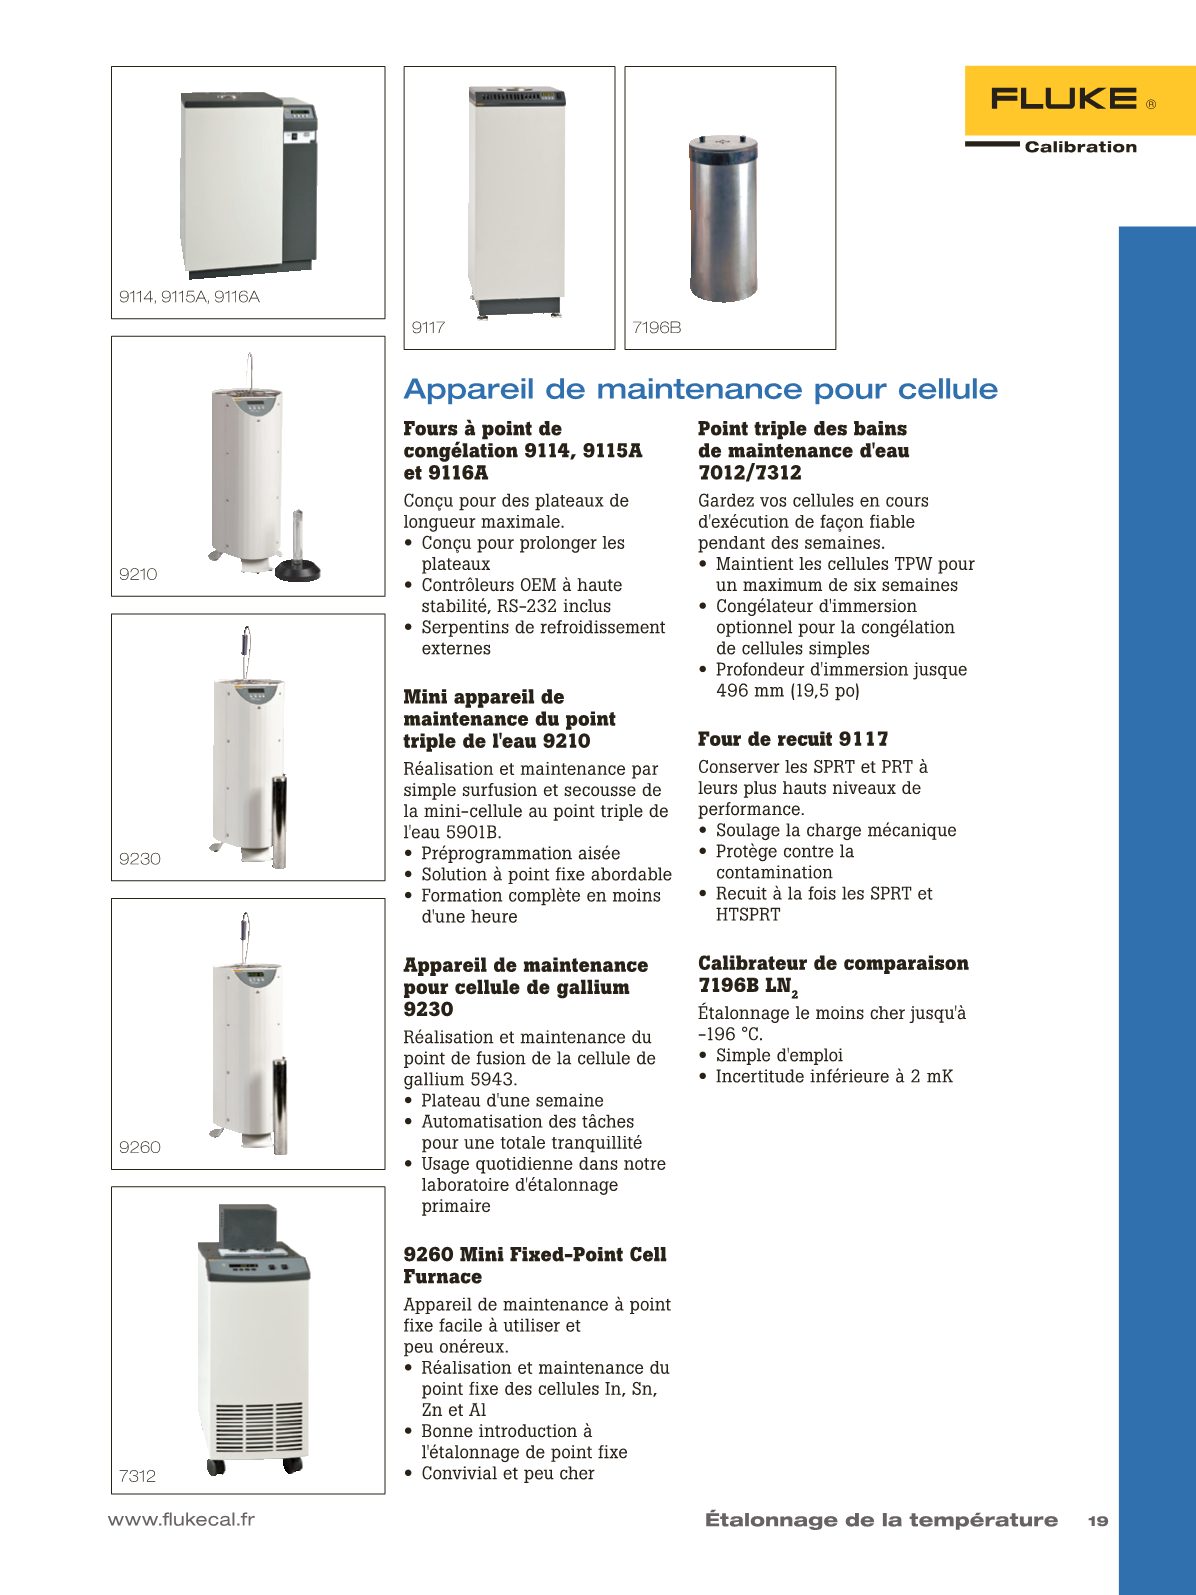 FLUKE ®
Calibration
9114, 9115A, 9116A
9117
7196B
9210
9230
9260
7312
Appareil de maintenance pour cellule
Fours à point de
congélation 9114, 9115A
et 9116A
Conçu pour des plateaux de
longueur maximale.
• Conçu pour prolonger les
plateaux
• Contrôleurs OEM à haute
stabilité, RS-232 inclus
• Serpentins de refroidissement
externes
Mini appareil de
maintenance du point
triple de l'eau 9210
Réalisation et maintenance par
simple surfusion et secousse de
la mini-cellule au point triple de
l'eau 5901B.
• Préprogrammation aisée
• Solution à point fixe abordable
• Formation complète en moins
d'une heure
Appareil de maintenance
pour cellule de gallium
9230
Réalisation et maintenance du
point de fusion de la cellule de
gallium 5943.
• Plateau d'une semaine
• Automatisation des tâches
pour une totale tranquillité
• Usage quotidienne dans notre
laboratoire d'étalonnage
primaire
9260 Mini Fixed-Point Cell
Furnace
Appareil de maintenance à point
fixe facile à utiliser et
peu onéreux.
• Réalisation et maintenance du
point fixe des cellules In, Sn,
Zn et Al
• Bonne introduction à
l'étalonnage de point fixe
• Convivial et peu cher
Point triple des bains
de maintenance d'eau
7012/7312
Gardez vos cellules en cours
d'exécution de façon fiable
pendant des semaines.
• Maintient les cellules TPW pour
un maximum de six semaines
• Congélateur d'immersion
optionnel pour la congélation
de cellules simples
• Profondeur d'immersion jusque
496 mm (19,5 po)
Four de recuit 9117
Conserver les SPRT et PRT à
leurs plus hauts niveaux de
performance.
• Soulage la charge mécanique
• Protège contre la
contamination
• Recuit à la fois les SPRT et
HTSPRT
Calibrateur de comparaison
7196B LN2
Étalonnage le moins cher jusqu'à
-196 °C.
• Simple d'emploi
• Incertitude inférieure à 2 mK
www.flukecal.fr
Étalonnage de la température 19